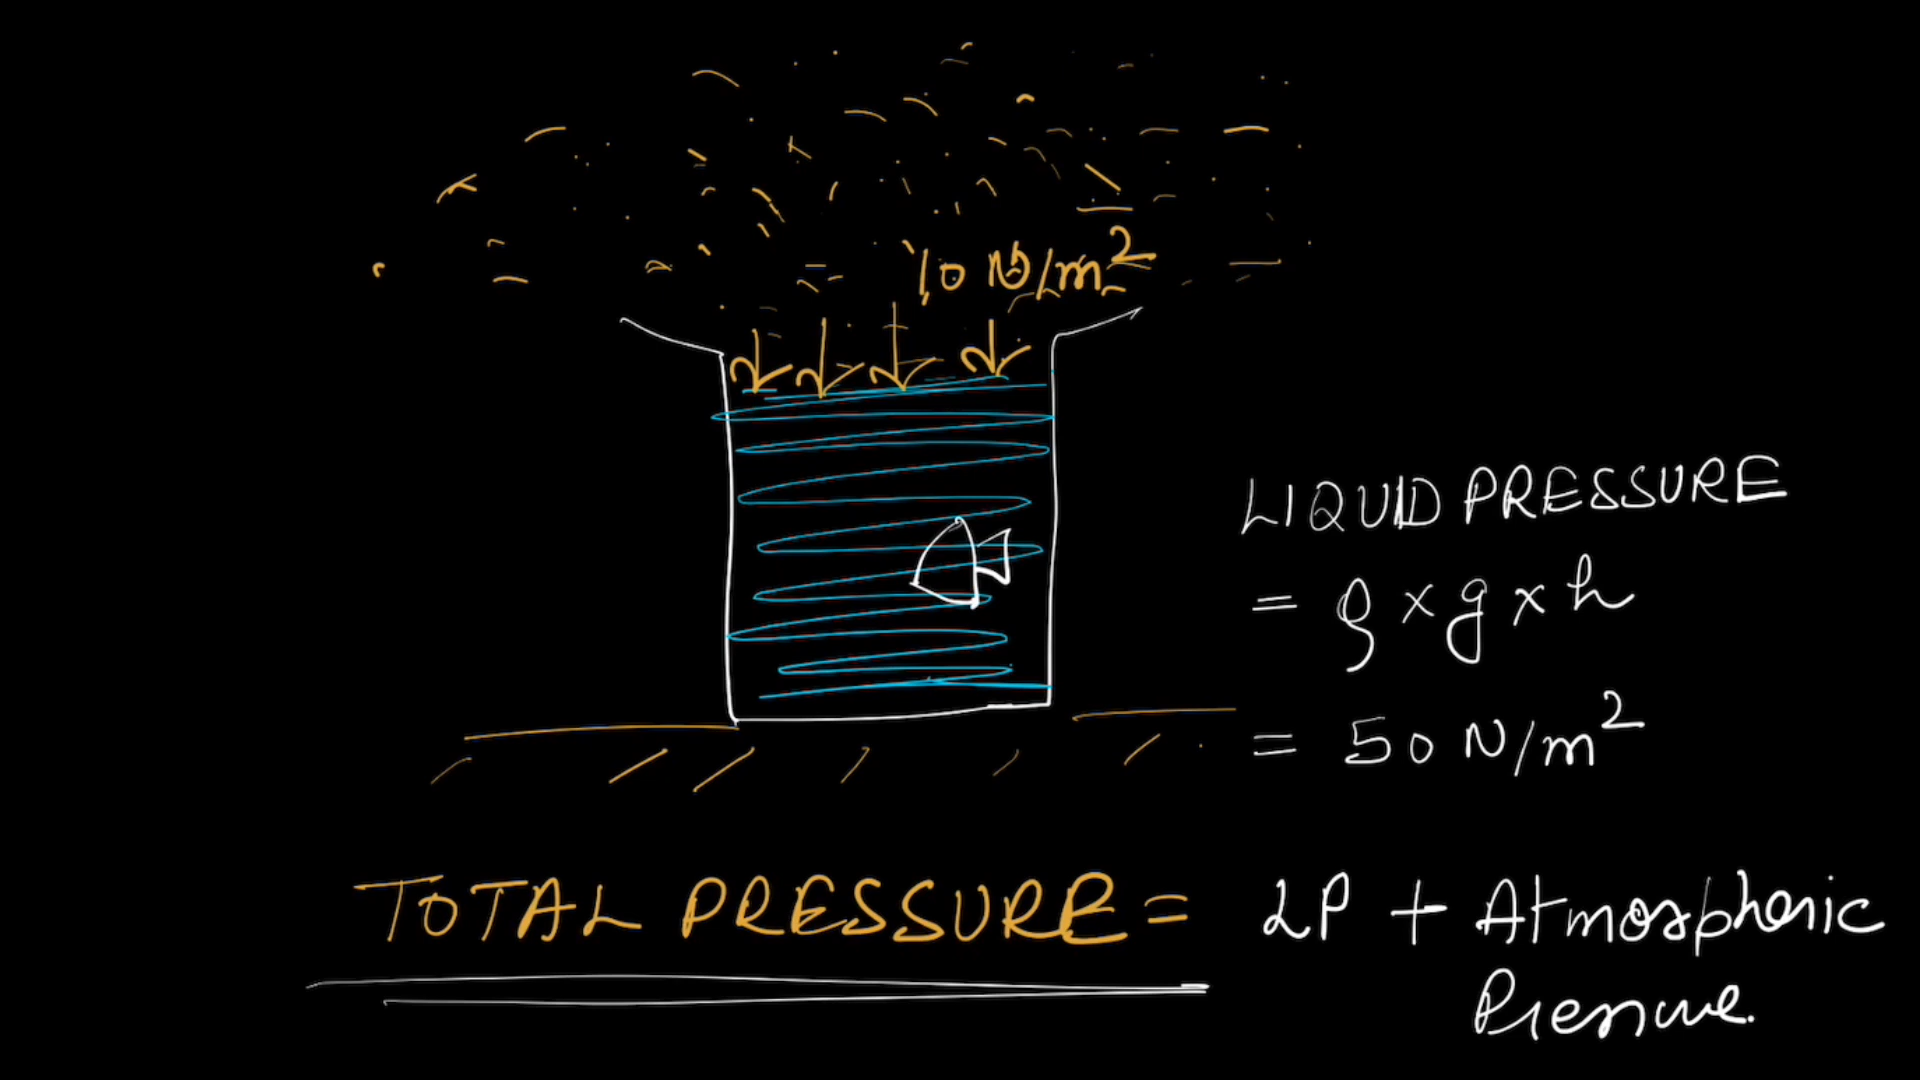 10 N/m²
LIQUID PRESSURE
= ρ × g × h
= 50 N/m²
TOTAL PRESSURE = LP + Atmospheric
Pressure.